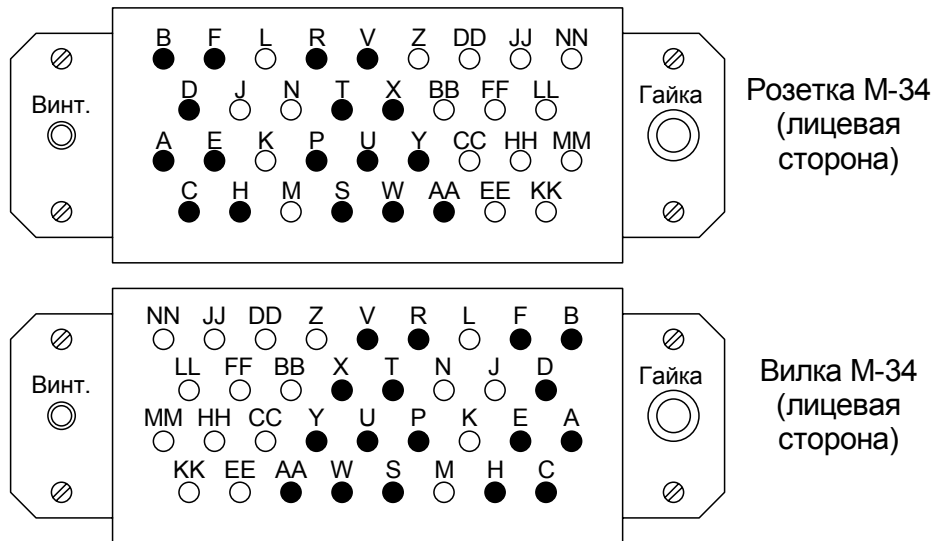 B F L R V Z DD JJ NN
D J N T X BB FF LL
Винт.
Гайка
A E K P U Y CC HH MM
C H M S W AA EE KK
Розетка М-34
(лицевая
сторона)
NN JJ DD Z V R L F B
LL FF BB X T N J D
Винт.
Гайка
MM HH CC Y U P K E A
KK EE AA W S M H C
Вилка М-34
(лицевая
сторона)